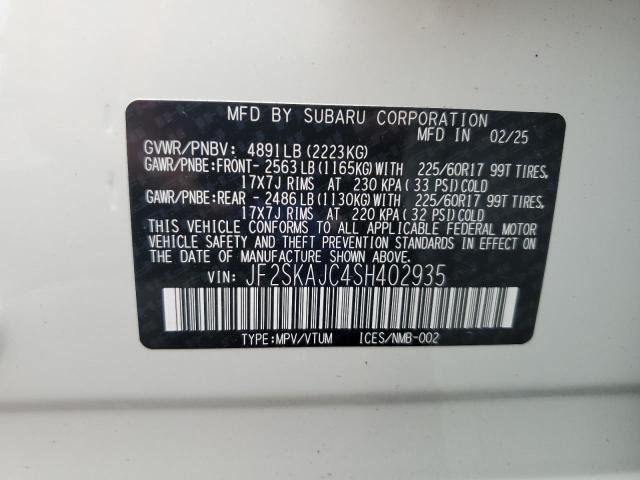 MFD BY SUBARU CORPORATION
MFD IN 02/25
GVWR/PNBV: 4891LB(2223KG)
GAWR/PNBE:FRONT- 2563LB(1165KG)WITH 225/60R17 99T TIRES,
17X7J RIMS AT 230 KPA(33 PSI)COLD
GAWR/PNBE:REAR - 2486LB(1130KG)WITH 225/60R17 99T TIRES,
17X7J RIMS AT 220 KPA(32 PSI)COLD
THIS VEHICLE CONFORMS TO ALL APPLICABLE FEDERAL MOTOR
VEHICLE SAFETY AND THEFT PREVENTION STANDARDS IN EFFECT ON
THE DATE OF MANUFACTURE SHOWN ABOVE.
VIN: JF2SKAJC4SH402935
TYPE:MPV/VTUM ICES/NMB-002